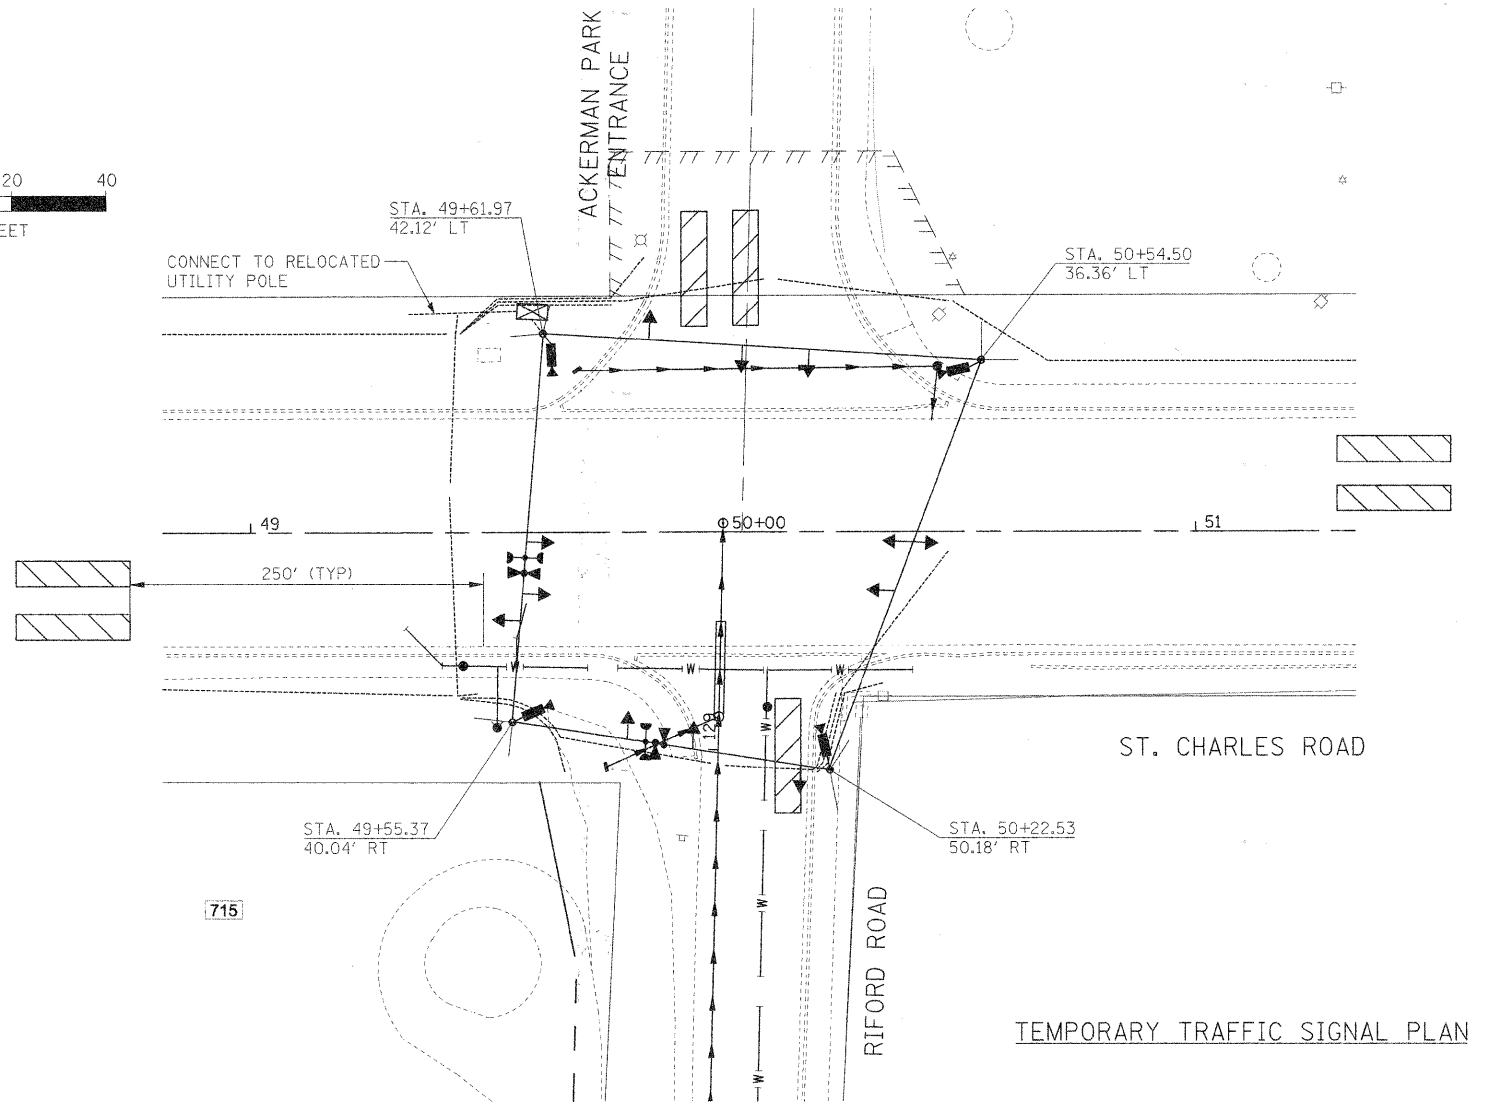 ACKERMAN PARK
ENTRANCE
20 40
EET
STA. 49+61.97
42.12' LT
CONNECT TO RELOCATED
UTILITY POLE
STA. 50+54.50
36.36' LT
49
50+00
51
250' (TYP)
W
W
W
W
128
ST. CHARLES ROAD
STA. 49+55.37
40.04' RT
STA. 50+22.53
50.18' RT
715
W
RIFORD ROAD
W
TEMPORARY TRAFFIC SIGNAL PLAN